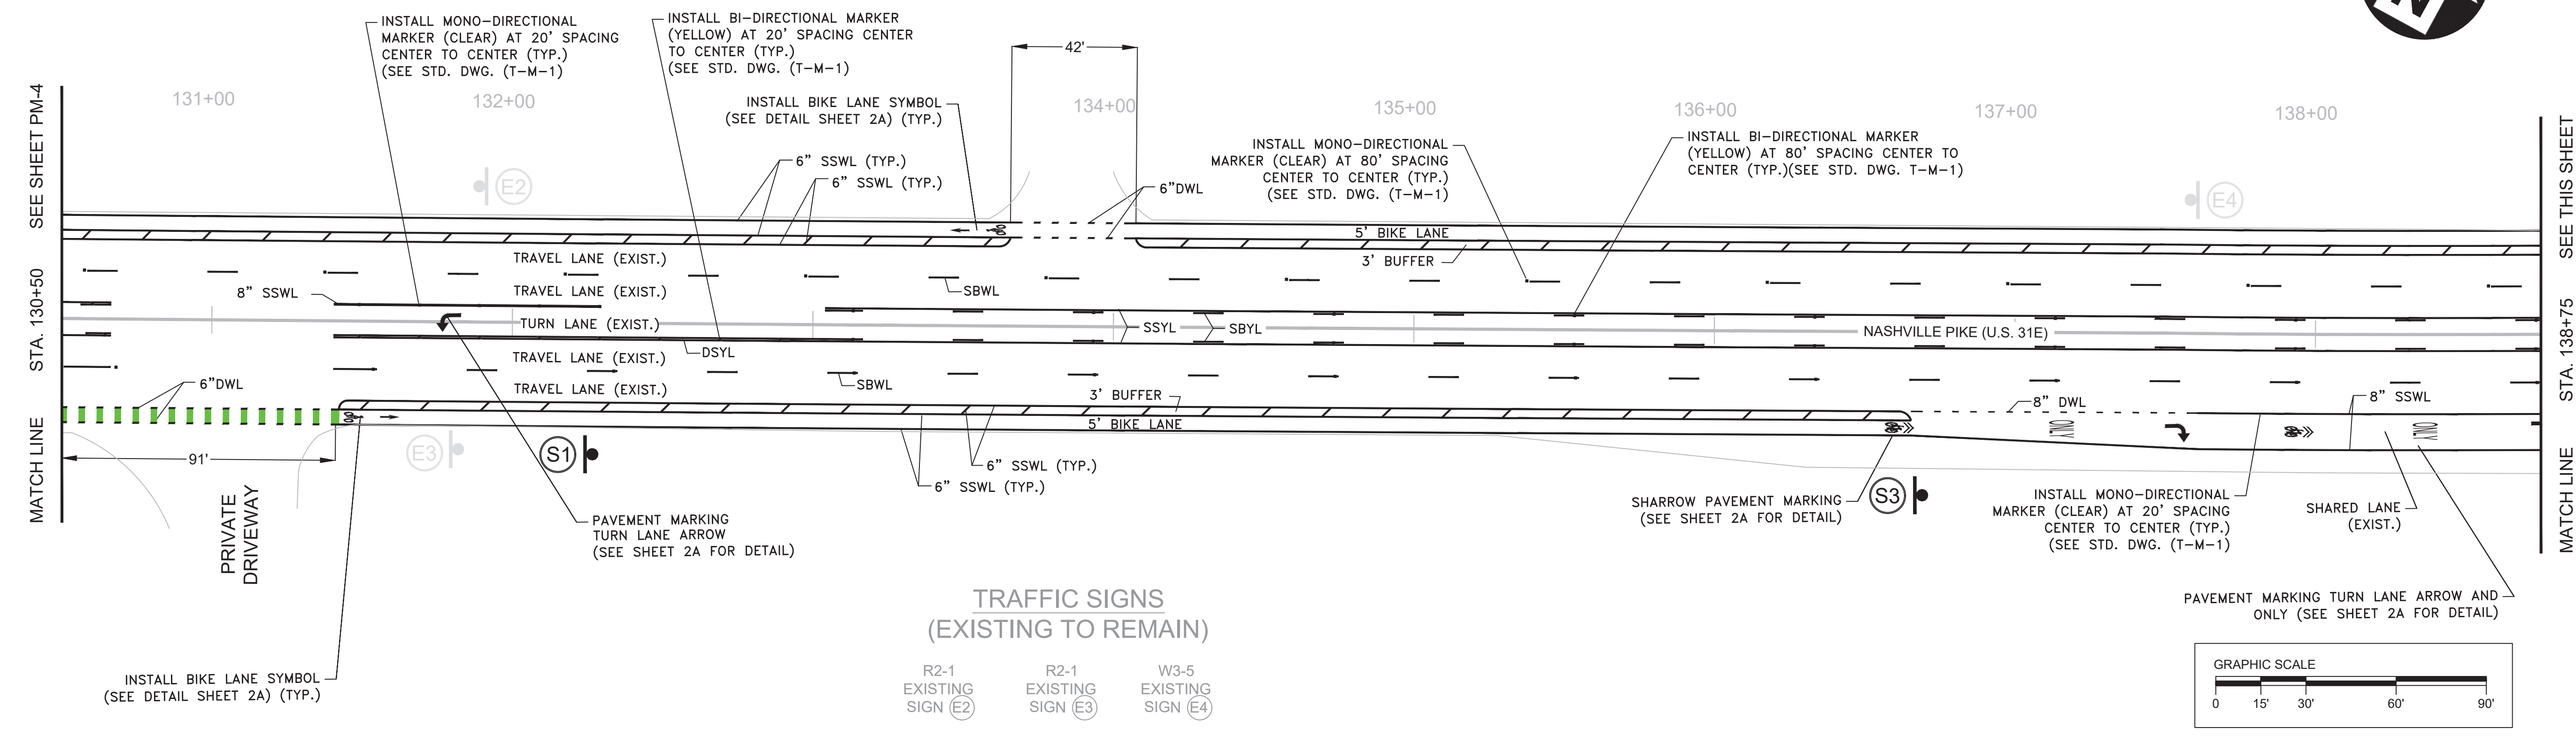 INSTALL MONO-DIRECTIONAL
MARKER (CLEAR) AT 20' SPACING
CENTER TO CENTER (TYP.)
(SEE STD. DWG. (T-M-1)
INSTALL BI-DIRECTIONAL MARKER
(YELLOW) AT 20' SPACING CENTER
TO CENTER (TYP.)
(SEE STD. DWG. (T-M-1)
42'
N
131+00
132+00
134+00
135+00
136+00
137+00
138+00
INSTALL BIKE LANE SYMBOL
(SEE DETAIL SHEET 2A) (TYP.)
6" SSWL (TYP.)
6" SSWL (TYP.)
6"DWL
INSTALL MONO-DIRECTIONAL
MARKER (CLEAR) AT 80' SPACING
CENTER TO CENTER (TYP.)
(SEE STD. DWG. (T-M-1)
INSTALL BI-DIRECTIONAL MARKER
(YELLOW) AT 80' SPACING CENTER TO
CENTER (TYP.)(SEE STD. DWG. T-M-1)
E2
E4
MATCH LINE STA. 130+50 SEE SHEET PM-4
MATCH LINE STA. 138+75 SEE THIS SHEET
5' BIKE LANE
3' BUFFER
TRAVEL LANE (EXIST.)
TRAVEL LANE (EXIST.)
8" SSWL
SBWL
TURN LANE (EXIST.)
SSYL
SBYL
NASHVILLE PIKE (U.S. 31E)
DSYL
TRAVEL LANE (EXIST.)
TRAVEL LANE (EXIST.)
SBWL
6"DWL
3' BUFFER
5' BIKE LANE
8" DWL
8" SSWL
ONLY
ONLY
91'
E3
S1
6" SSWL (TYP.)
6" SSWL (TYP.)
PRIVATE
DRIVEWAY
PAVEMENT MARKING
TURN LANE ARROW
(SEE SHEET 2A FOR DETAIL)
SHARROW PAVEMENT MARKING
(SEE SHEET 2A FOR DETAIL)
S3
INSTALL MONO-DIRECTIONAL
MARKER (CLEAR) AT 20' SPACING
CENTER TO CENTER (TYP.)
(SEE STD. DWG. (T-M-1)
SHARED LANE
(EXIST.)
PAVEMENT MARKING TURN LANE ARROW AND
ONLY (SEE SHEET 2A FOR DETAIL)
INSTALL BIKE LANE SYMBOL
(SEE DETAIL SHEET 2A) (TYP.)
TRAFFIC SIGNS
(EXISTING TO REMAIN)
R2-1
EXISTING
SIGN E2
R2-1
EXISTING
SIGN E3
W3-5
EXISTING
SIGN E4
GRAPHIC SCALE
0 15' 30' 60' 90'